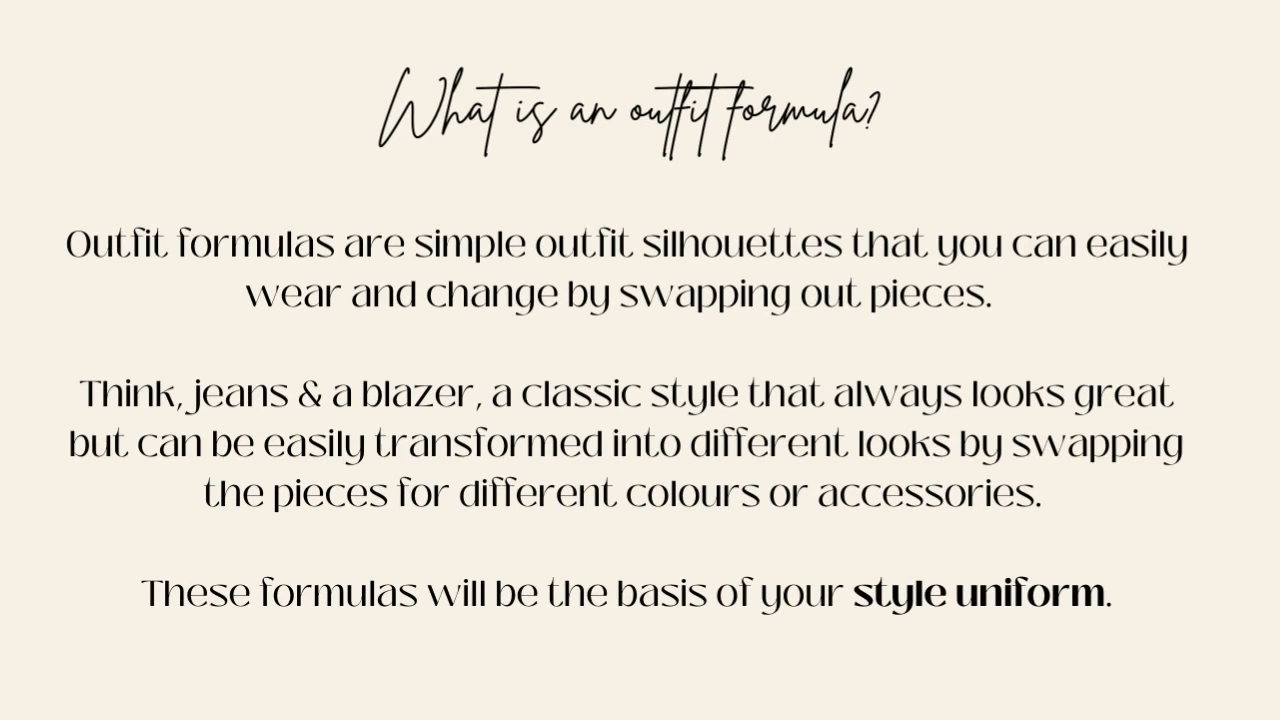 What is an outfit formula?
Outfit formulas are simple outfit silhouettes that you can easily
wear and change by swapping out pieces.
Think, jeans & a blazer, a classic style that always looks great
but can be easily transformed into different looks by swapping
the pieces for different colours or accessories.
These formulas will be the basis of your style uniform.